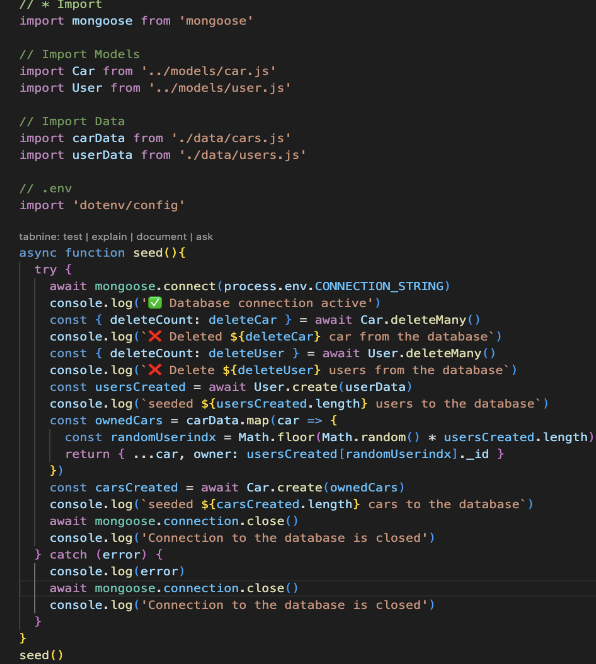 // * Import
import mongoose from 'mongoose'
// Import Models
import Car from '../models/car.js'
import User from '../models/user.js'
// Import Data
import carData from './data/cars.js'
import userData from './data/users.js'
// .env
import 'dotenv/config'
tabnine: test | explain | document | ask
async function seed(){
  try {
    await mongoose.connect(process.env.CONNECTION_STRING)
    console.log('✅ Database connection active')
    const { deleteCount: deleteCar } = await Car.deleteMany()
    console.log(`❌ Deleted ${deleteCar} car from the database`)
    const { deleteCount: deleteUser } = await User.deleteMany()
    console.log(`❌ Delete ${deleteUser} users from the database`)
    const usersCreated = await User.create(userData)
    console.log(`seeded ${usersCreated.length} users to the database`)
    const ownedCars = carData.map(car => {
      const randomUserindx = Math.floor(Math.random() * usersCreated.length)
      return { ...car, owner: usersCreated[randomUserindx]._id }
    })
    const carsCreated = await Car.create(ownedCars)
    console.log(`seeded ${carsCreated.length} cars to the database`)
    await mongoose.connection.close()
    console.log('Connection to the database is closed')
  } catch (error) {
    console.log(error)
    await mongoose.connection.close()
    console.log('Connection to the database is closed')
  }
}
seed()